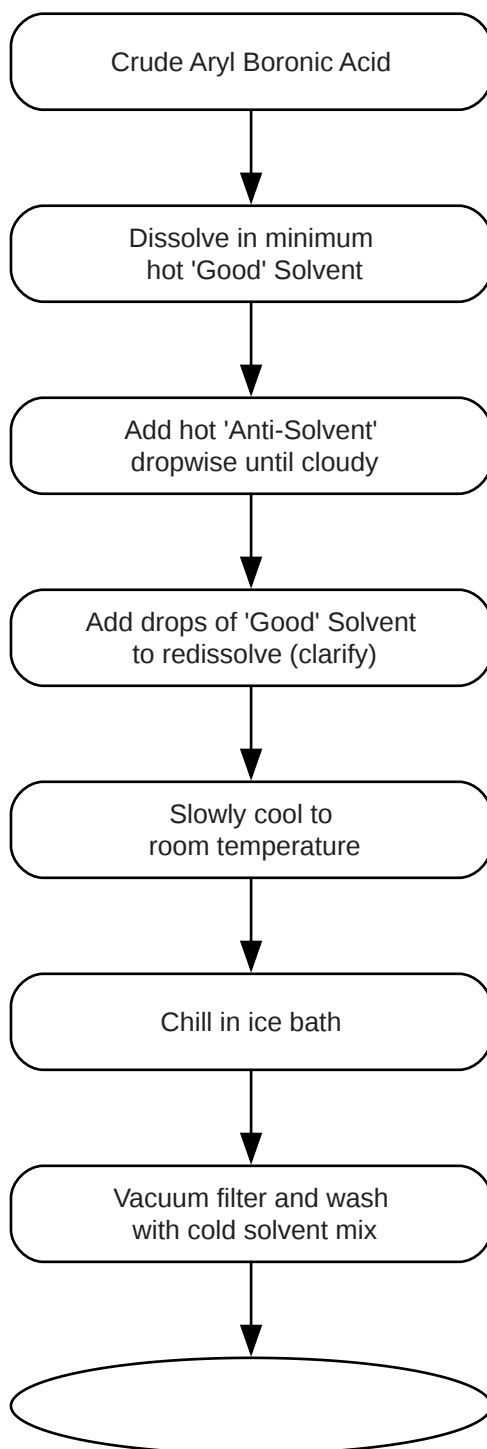 Crude Aryl Boronic Acid
Dissolve in minimum
hot 'Good' Solvent
Add hot 'Anti-Solvent'
dropwise until cloudy
Add drops of 'Good' Solvent
to redissolve (clarify)
Slowly cool to
room temperature
Chill in ice bath
Vacuum filter and wash
with cold solvent mix